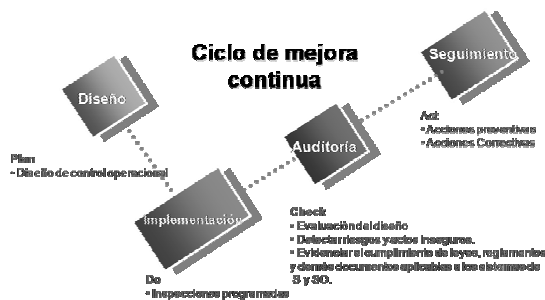 Ciclo de mejora
continua
Diseño
Plan
• Diseño de control operacional
Implementación
Do
• Inspecciones programadas
Auditoría
Check
• Evaluación del diseño
• Detectar riesgos y actos inseguros.
• Evidenciar el cumplimiento de leyes, reglamentos
y demás documentos aplicables a los sistemas de
S y SO.
Seguimiento
Act
• Acciones preventivas
• Acciones Correctivas